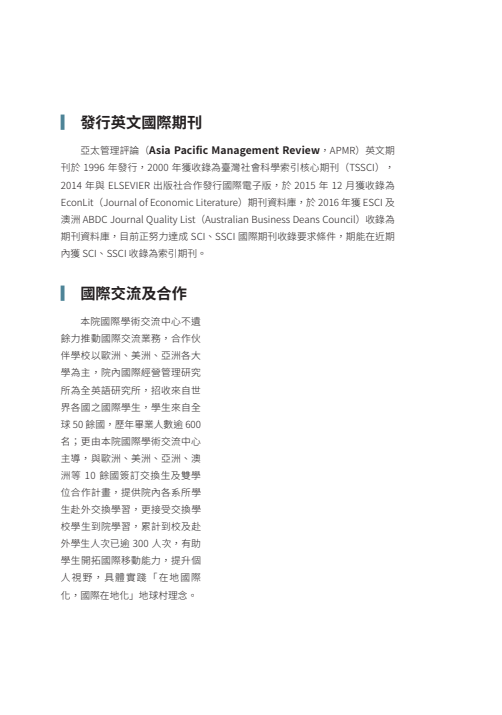 發行英文國際期刊
亞太管理評論（Asia Pacific Management Review，APMR）英文期
刊於 1996 年發行，2000 年獲收錄為臺灣社會科學索引核心期刊（TSSCI），
2014 年與 ELSEVIER 出版社合作發行國際電子版，於 2015 年 12 月獲收錄為
EconLit（Journal of Economic Literature）期刊資料庫，於 2016 年獲 ESCI 及
澳洲 ABDC Journal Quality List（Australian Business Deans Council）收錄為
期刊資料庫，目前正努力達成 SCI、SSCI 國際期刊收錄要求條件，期能在近期
內獲 SCI、SSCI 收錄為索引期刊。
國際交流及合作
本院國際學術交流中心不遺
餘力推動國際交流業務，合作伙
伴學校以歐洲、美洲、亞洲各大
學為主，院內國際經營管理研究
所為全英語研究所，招收來自世
界各國之國際學生，學生來自全
球 50 餘國，歷年畢業人數逾 600
名；更由本院國際學術交流中心
主導，與歐洲、美洲、亞洲、澳
洲等 10 餘國簽訂交換生及雙學
位合作計畫，提供院內各系所學
生赴外交換學習，更接受交換學
校學生到院學習，累計到校及赴
外學生人次已逾 300 人次，有助
學生開拓國際移動能力，提升個
人視野，具體實踐「在地國際
化，國際在地化」地球村理念。